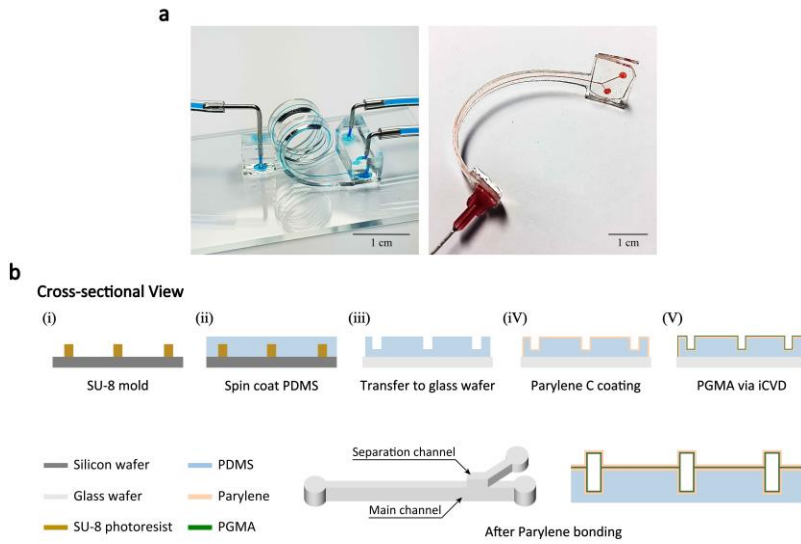 a
1 cm
1 cm
b
Cross-sectional View
(i)
(ii)
(iii)
(iV)
(V)
SU-8 mold
Spin coat PDMS
Transfer to glass wafer
Parylene C coating
PGMA via iCVD
Silicon wafer
PDMS
Glass wafer
Parylene
SU-8 photoresist
PGMA
Separation channel
Main channel
After Parylene bonding